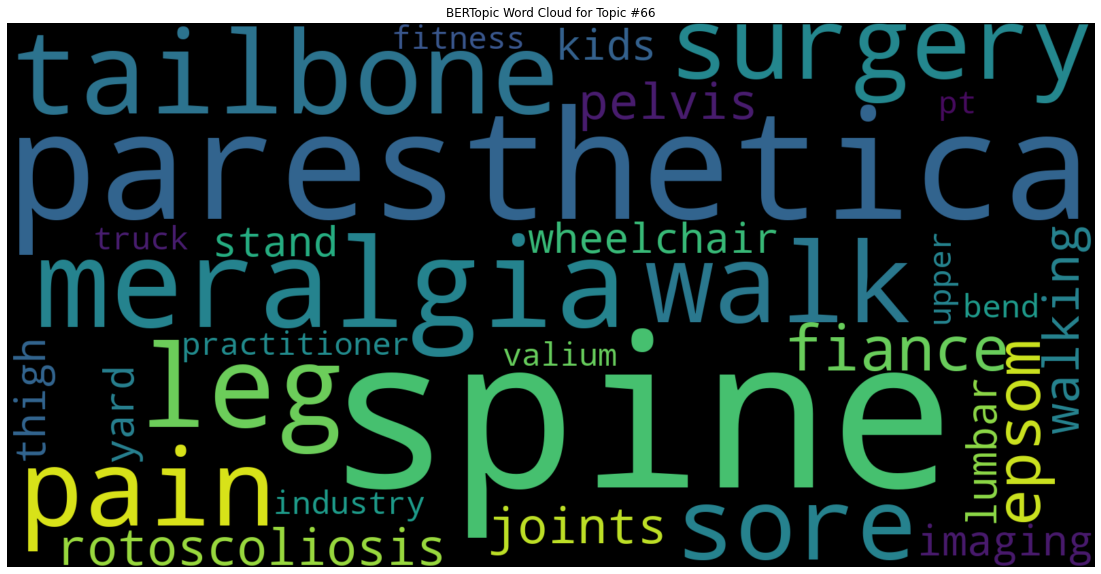 BERTopic Word Cloud for Topic #66
fitness
kids
surgery
tailbone
pelvis
pt
paresthetica
truck
stand
wheelchair
upper
walking
meralgia
walk
bend
practitioner
valium
fiance
thigh
yard
leg
spine
lumbar
epsom
pain
industry
joints
sore
imaging
rotoscoliosis